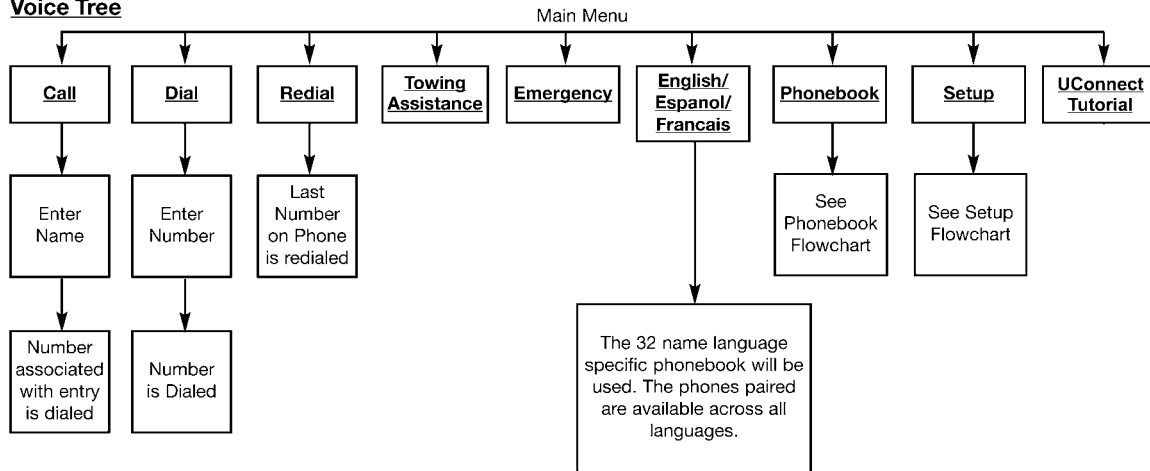 Voice Tree
Main Menu
Call
Dial
Redial
Towing
Assistance
Emergency
English/
Espanol/
Francais
Phonebook
Setup
UConnect
Tutorial
Enter
Name
Enter
Number
Last
Number
on Phone
is redialed
See
Phonebook
Flowchart
See Setup
Flowchart
Number
associated
with entry
is dialed
Number
is Dialed
The 32 name language
specific phonebook will be
used. The phones paired
are available across all
languages.